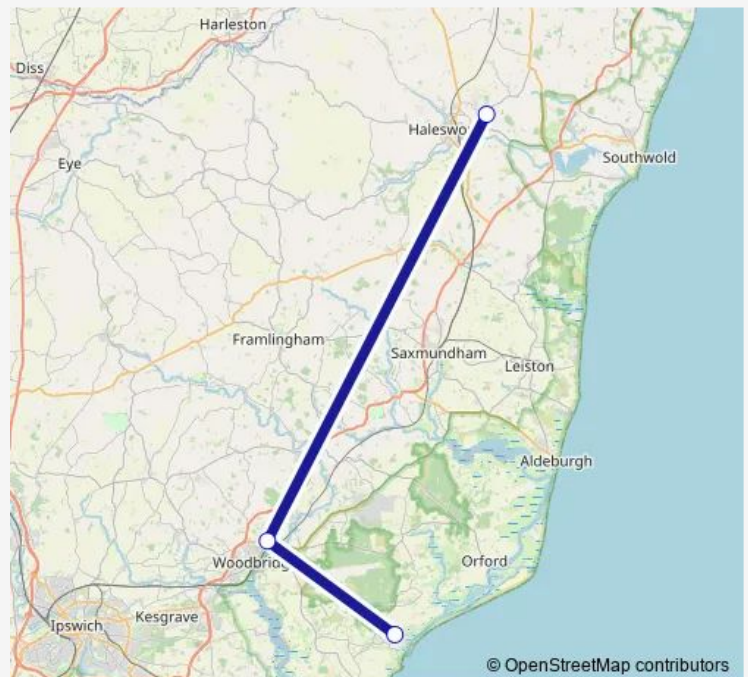 Harleston
Diss
Haleswo
Southwold
Eye
Framlingham
Saxmundham
Leiston
Aldeburgh
Woodbridg
Orford
Kesgrave
Ipswich
© OpenStreetMap contributors